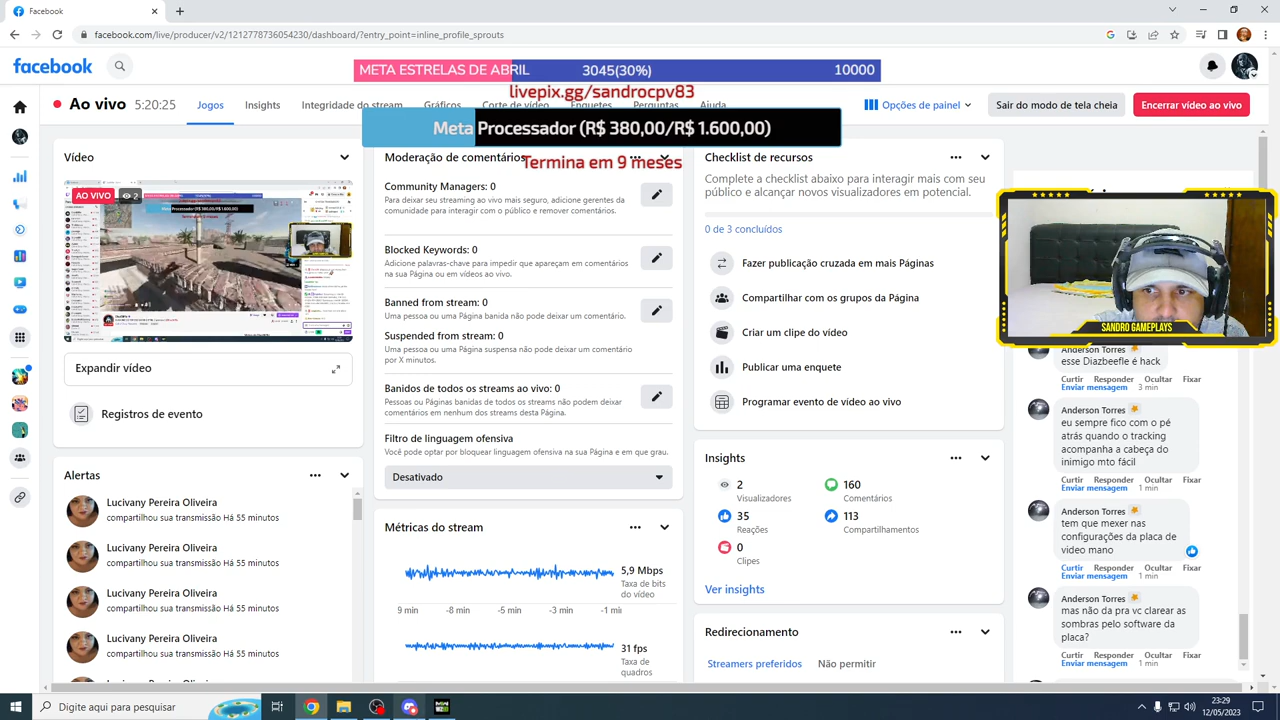 Facebook
facebook.com/live/producer/v2/1212778736054230/dashboard/?entry_point=inline_profile_sprouts
facebook
META ESTRELAS DE ABRIL
3045(30%)
10000
livepix.gg/sandrocpv83
Ao vivo 5:20:25
Jogos
Insights
Integridade do stream
Gráficos
Corte de vídeo
Enquetes
Perguntas
Ajuda
Opções de painel
Sair do modo de tela cheia
Encerrar vídeo ao vivo
Meta Processador (R$ 380,00/R$ 1.600,00)
Termina em 9 meses
Vídeo
AO VIVO
2
Expandir vídeo
Registros de evento
Alertas
Lucivany Pereira Oliveira
compartilhou sua transmissão Há 55 minutos
Lucivany Pereira Oliveira
compartilhou sua transmissão Há 55 minutos
Lucivany Pereira Oliveira
compartilhou sua transmissão Há 55 minutos
Lucivany Pereira Oliveira
compartilhou sua transmissão Há 55 minutos
Moderação de comentários
Community Managers: 0
Para deixar seu streaming ao vivo mais seguro, adicione gerentes da
comunidade para interagir com o público e remover comentários.
Blocked Keywords: 0
Adicione palavras-chave para impedir que apareçam em comentários
na sua Página ou em vídeos ao vivo.
Banned from stream: 0
Uma pessoa ou uma Página banida não pode deixar um comentário.
Suspended from stream: 0
Uma pessoa ou uma Página suspensa não pode deixar um comentário
por X minutos.
Banidos de todos os streams ao vivo: 0
Pessoas ou Páginas banidas de todos os streams não podem deixar
comentários em nenhum dos streams desta Página.
Filtro de linguagem ofensiva
Você pode optar por bloquear linguagem ofensiva na sua Página e em que grau.
Desativado
Métricas do stream
5,9 Mbps
Taxa de bits
do vídeo
9 min
-8 min
-5 min
-3 min
-1 min
31 fps
Taxa de
quadros
Checklist de recursos
Complete a checklist abaixo para interagir mais com seu
público e alcançar novos visualizadores em potencial.
0 de 3 concluídos
Fazer publicação cruzada em mais Páginas
Compartilhar com os grupos da Página
Criar um clipe do vídeo
Publicar uma enquete
Programar evento de vídeo ao vivo
Insights
2
Visualizadores
160
Comentários
35
Reações
113
Compartilhamentos
0
Clipes
Ver insights
Redirecionamento
Streamers preferidos
Não permitir
SANDRO GAMEPLAYS
Anderson Torres
esse Diazbeefle é hack
Curtir Responder Ocultar Fixar
Enviar mensagem 3 min
Anderson Torres
eu sempre fico com o pé
atrás quando o tracking
acompnha a cabeça do
inimigo mto fácil
Curtir Responder Ocultar Fixar
Enviar mensagem 1 min
Anderson Torres
tem que mexer nas
configurações da placa de
video mano
Curtir Responder Ocultar Fixar
Enviar mensagem 1 min
Anderson Torres
mas não da pra vc clarear as
sombras pelo software da
placa?
Curtir Responder Ocultar Fixar
Enviar mensagem 1 min
Digite aqui para pesquisar
23:29
12/05/2023